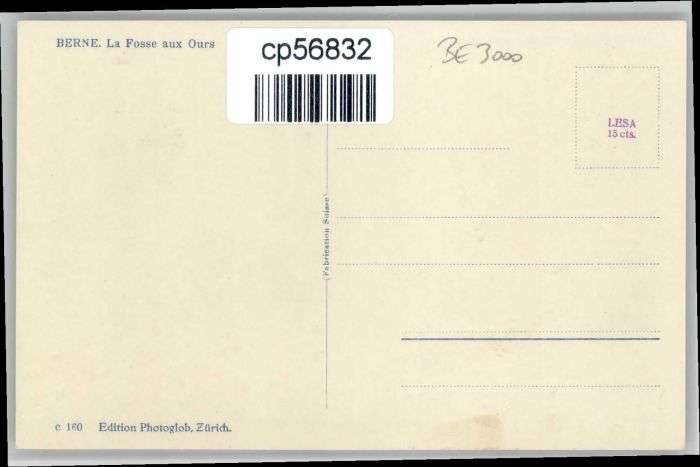 BERNE. La Fosse aux Ours
cp56832
BE 3000
LESA
15 cts.
(Fabrication Suisse)
c 160 Edition Photoglob, Zürich.